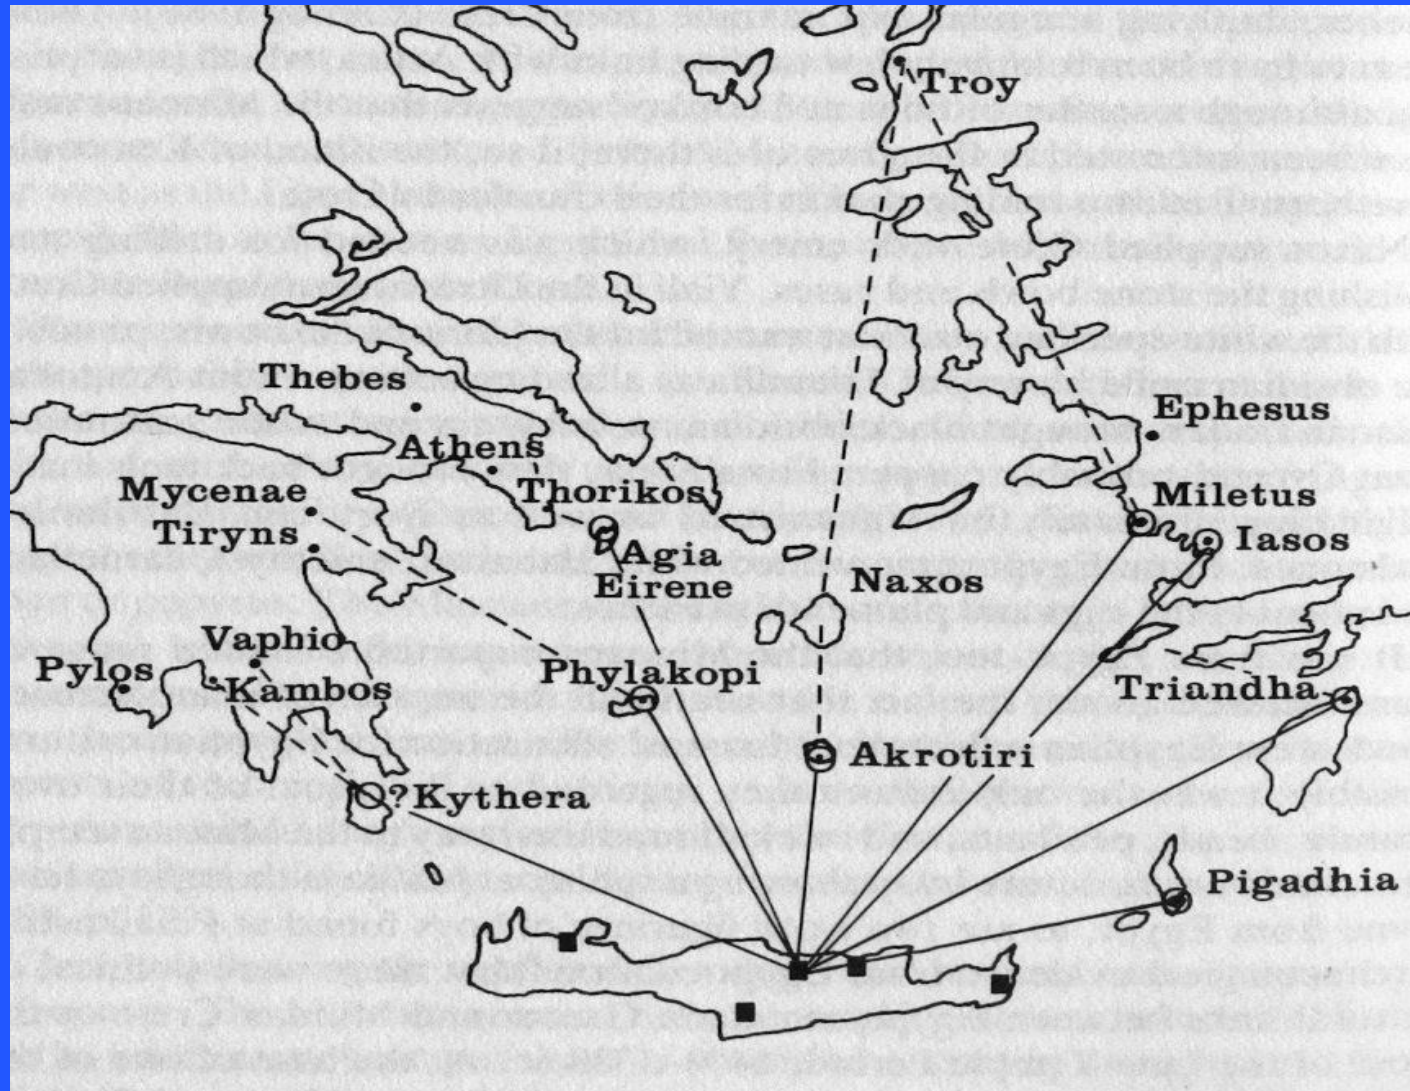 Troy
Thebes
Ephesus
Athens
Mycenae
Thorikos
Miletus
Tiryns
Agia
Eirene
Iasos
Naxos
Vaphio
Pylos
Kambos
Phylakopi
Triandha
Akrotiri
?Kythera
Pigadhia